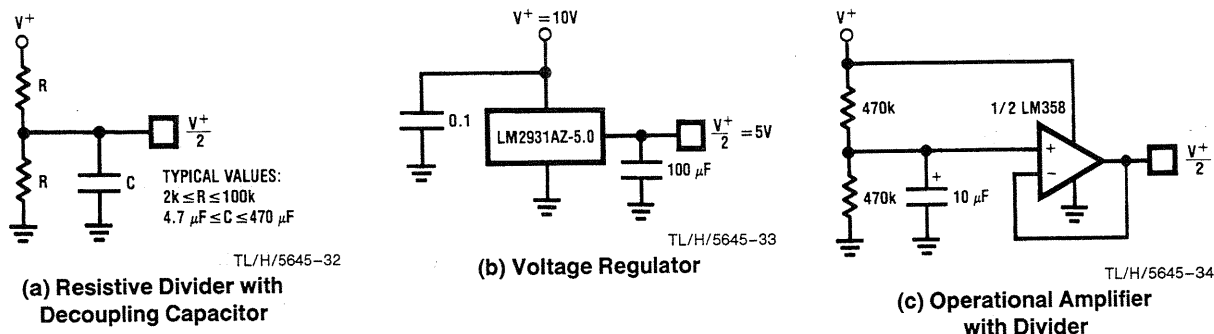 V⁺
R
R
C
V⁺
2
TYPICAL VALUES:
2k ≤ R ≤ 100k
4.7 μF ≤ C ≤ 470 μF
TL/H/5645–32
(a) Resistive Divider with
Decoupling Capacitor
V⁺ = 10V
0.1
LM2931AZ-5.0
V⁺
2 = 5V
100 μF
TL/H/5645–33
(b) Voltage Regulator
V⁺
470k
1/2 LM358
+
−
470k
+
10 μF
V⁺
2
TL/H/5645–34
(c) Operational Amplifier
with Divider